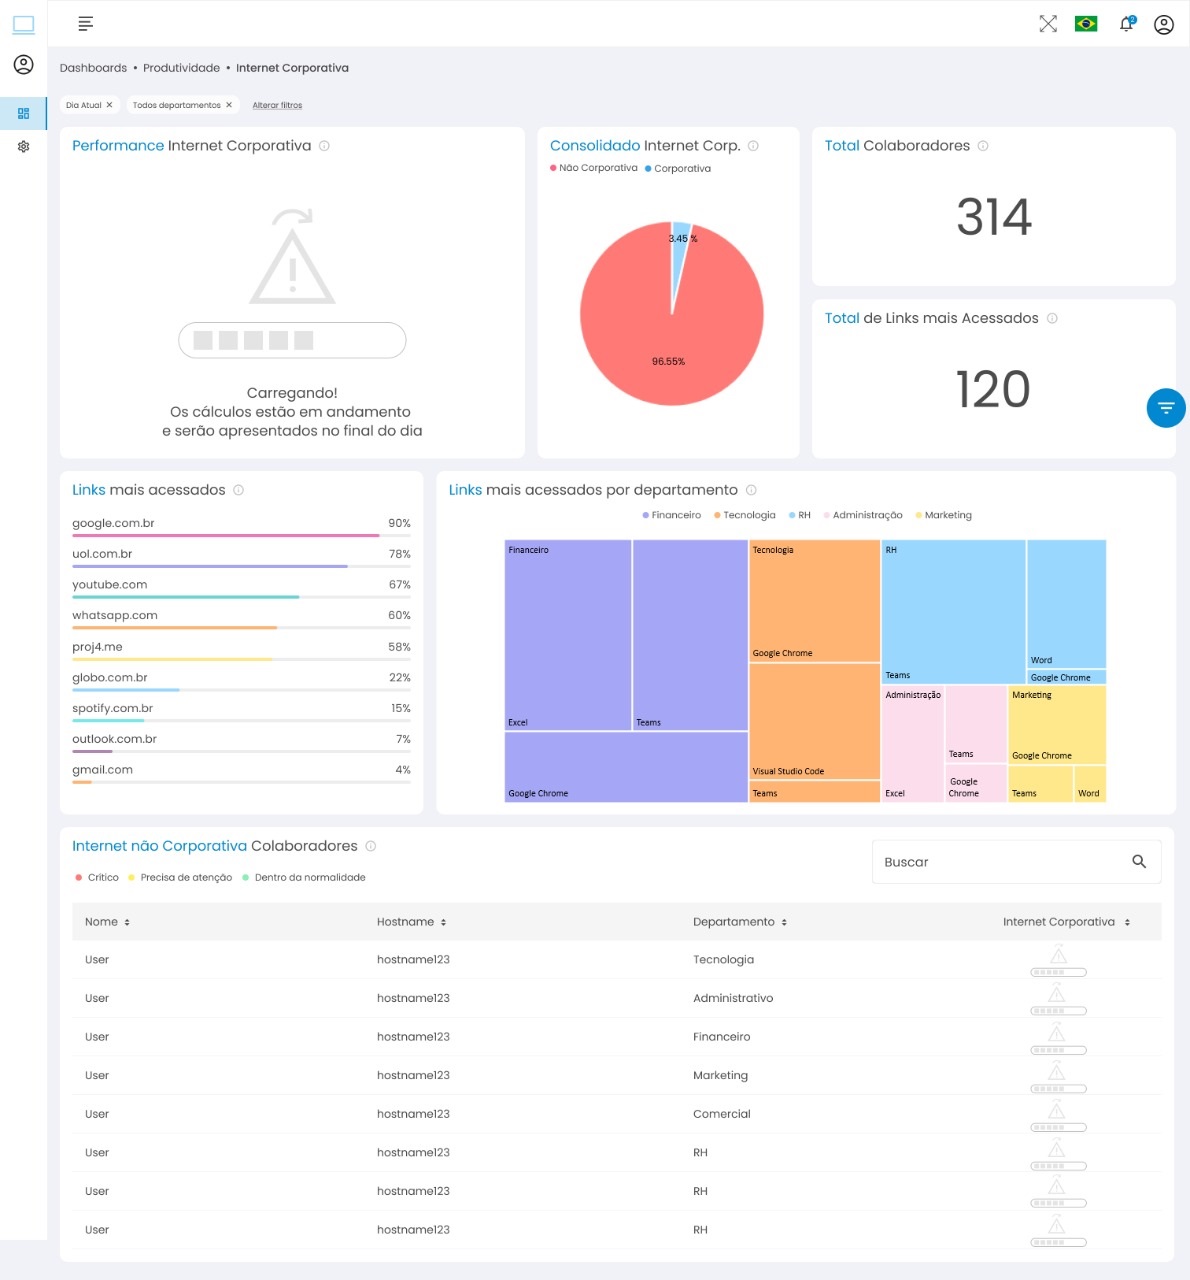 2
Dashboards • Produtividade • Internet Corporativa
Dia Atual ✕ Todos departamentos ✕ Alterar filtros
Performance Internet Corporativa
Carregando!
Os cálculos estão em andamento
e serão apresentados no final do dia
Consolidado Internet Corp.
Não Corporativa Corporativa
3.45 %
96.55%
Total Colaboradores
314
Total de Links mais Acessados
120
Links mais acessados
google.com.br 90%
uol.com.br 78%
youtube.com 67%
whatsapp.com 60%
proj4.me 58%
globo.com.br 22%
spotify.com.br 15%
outlook.com.br 7%
gmail.com 4%
Links mais acessados por departamento
Financeiro Tecnologia RH Administração Marketing
Financeiro
Excel
Teams
Google Chrome
Tecnologia
Google Chrome
Visual Studio Code
Teams
RH
Teams
Word
Google Chrome
Administração
Excel
Teams
Google
Chrome
Marketing
Google Chrome
Teams
Word
Internet não Corporativa Colaboradores
Crítico Precisa de atenção Dentro da normalidade
Buscar
Nome Hostname Departamento Internet Corporativa
User hostname123 Tecnologia
User hostname123 Administrativo
User hostname123 Financeiro
User hostname123 Marketing
User hostname123 Comercial
User hostname123 RH
User hostname123 RH
User hostname123 RH